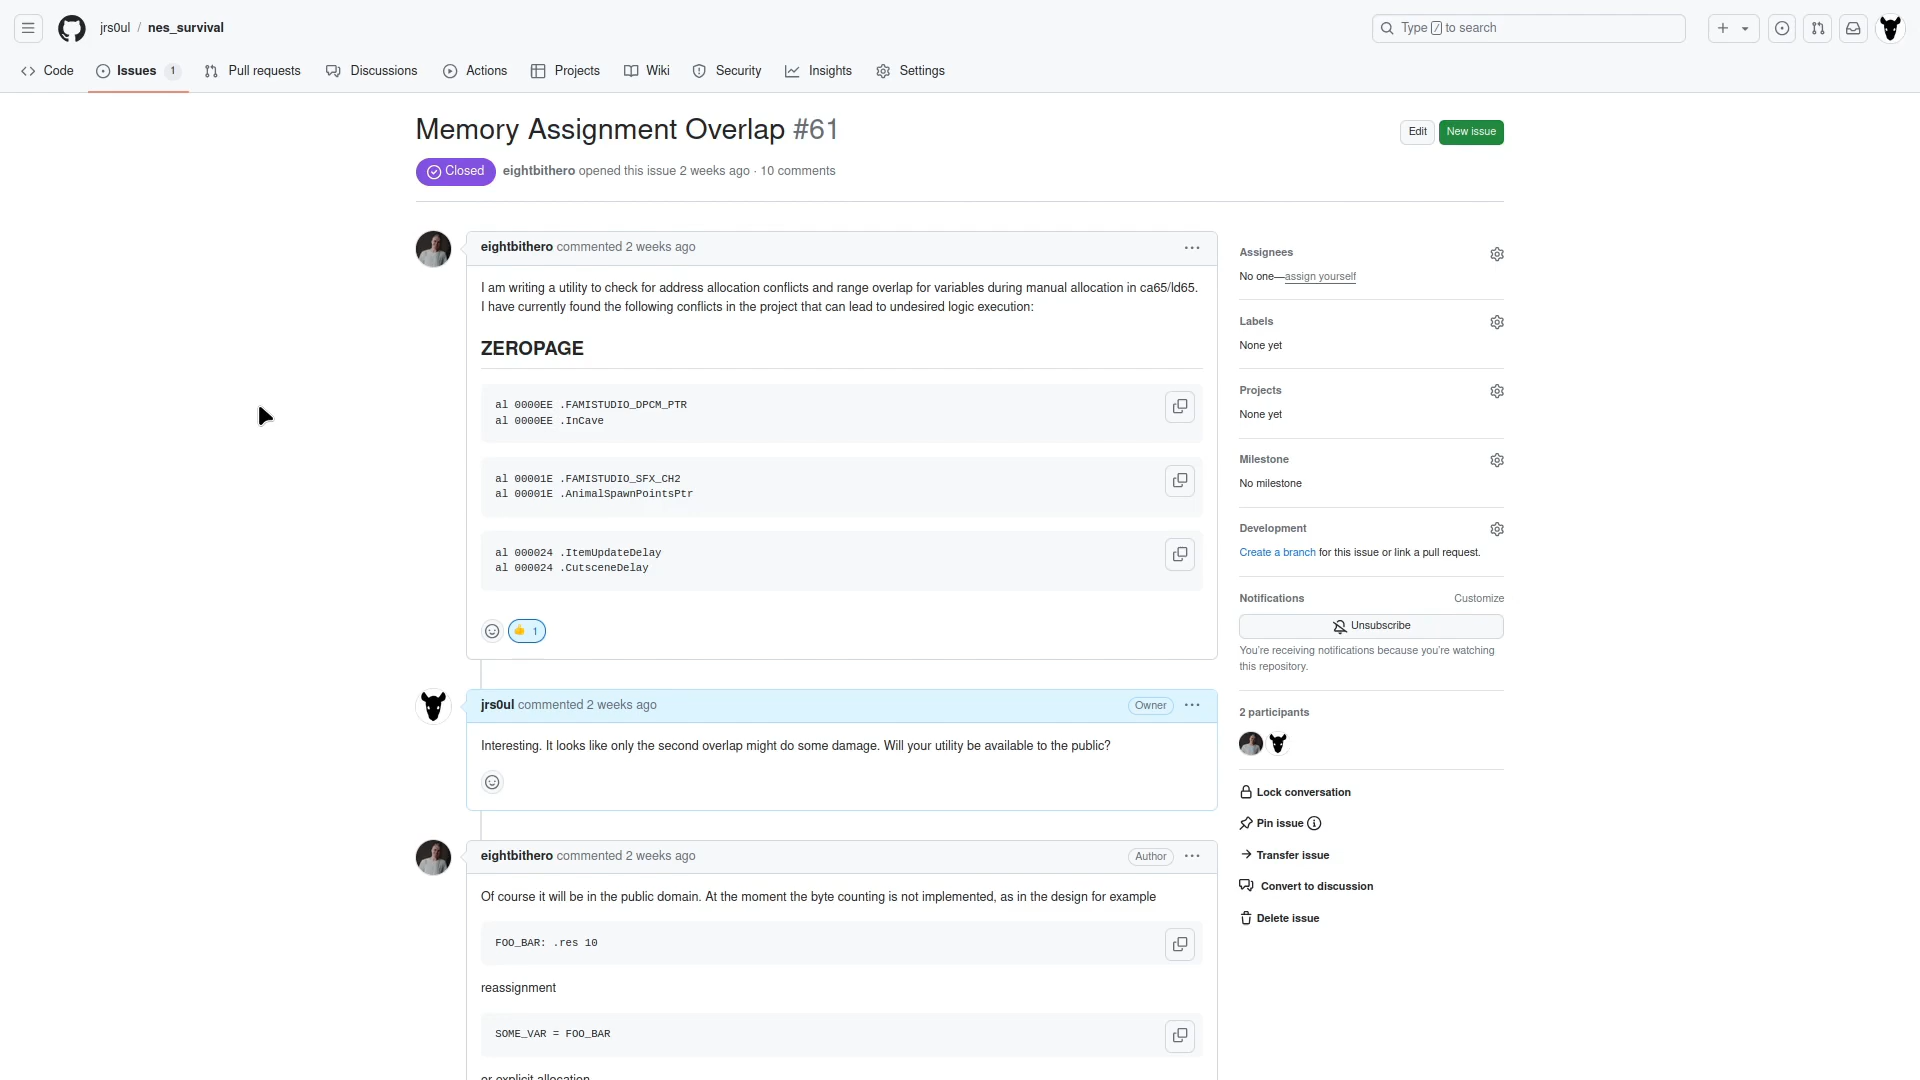 jrs0ul / nes_survival
Type / to search
Code
Issues 1
Pull requests
Discussions
Actions
Projects
Wiki
Security
Insights
Settings
Memory Assignment Overlap #61
Edit
New issue
Closed
eightbithero opened this issue 2 weeks ago · 10 comments
eightbithero commented 2 weeks ago
I am writing a utility to check for address allocation conflicts and range overlap for variables during manual allocation in ca65/ld65.
I have currently found the following conflicts in the project that can lead to undesired logic execution:
ZEROPAGE
al 0000EE .FAMISTUDIO_DPCM_PTR
al 0000EE .InCave
al 00001E .FAMISTUDIO_SFX_CH2
al 00001E .AnimalSpawnPointsPtr
al 000024 .ItemUpdateDelay
al 000024 .CutsceneDelay
1
jrs0ul commented 2 weeks ago
Owner
Interesting. It looks like only the second overlap might do some damage. Will your utility be available to the public?
eightbithero commented 2 weeks ago
Author
Of course it will be in the public domain. At the moment the byte counting is not implemented, as in the design for example
FOO_BAR: .res 10
reassignment
SOME_VAR = FOO_BAR
or explicit allocation
Assignees
No one—assign yourself
Labels
None yet
Projects
None yet
Milestone
No milestone
Development
Create a branch for this issue or link a pull request.
Notifications
Customize
Unsubscribe
You're receiving notifications because you're watching
this repository.
2 participants
Lock conversation
Pin issue
Transfer issue
Convert to discussion
Delete issue